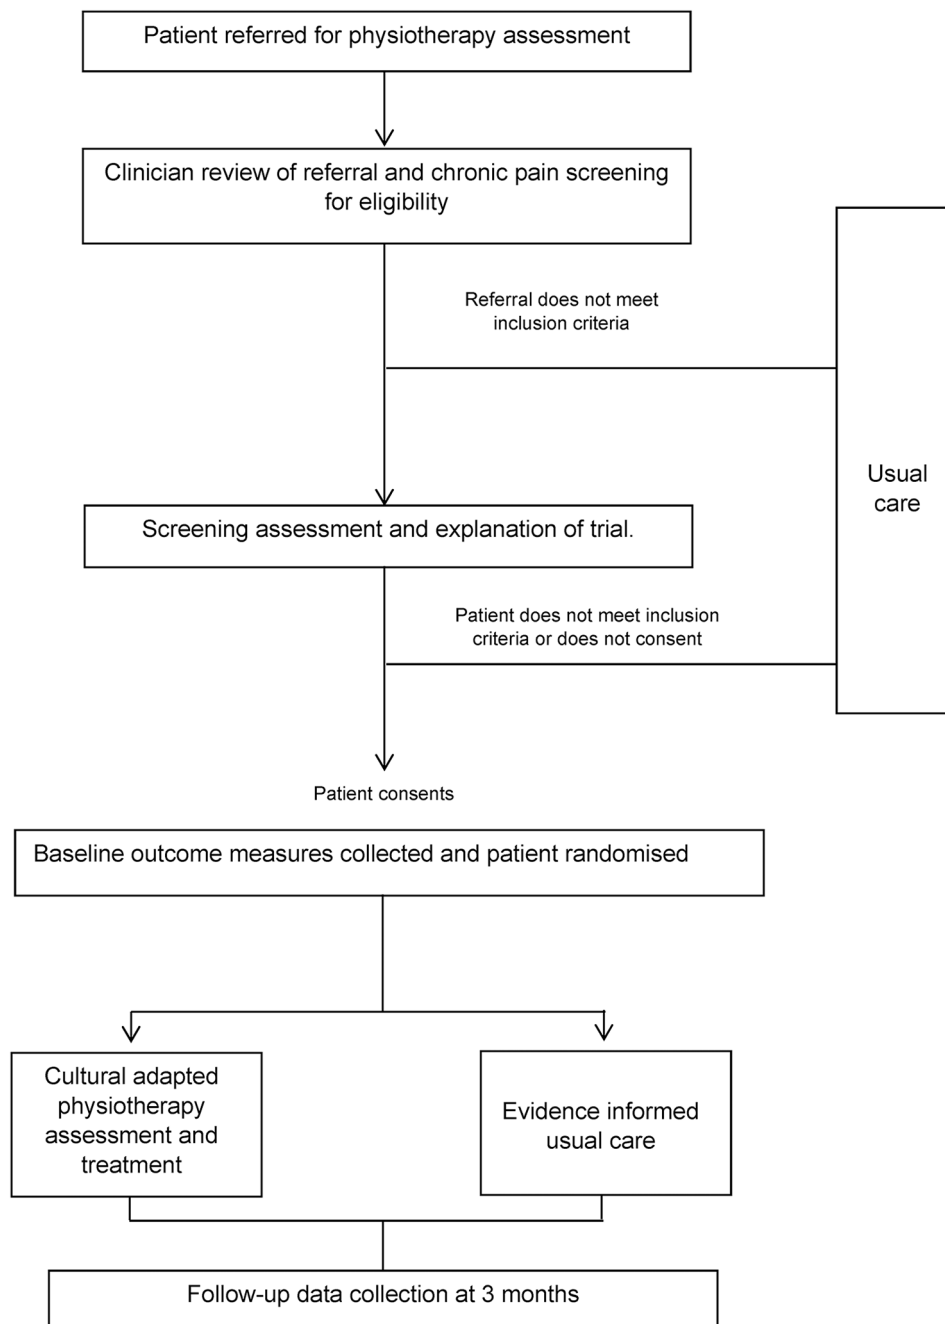 Patient referred for physiotherapy assessment
Clinician review of referral and chronic pain screening
for eligibility
Referral does not meet
inclusion criteria
Usual
care
Screening assessment and explanation of trial.
Patient does not meet inclusion
criteria or does not consent
Patient consents
Baseline outcome measures collected and patient randomised
Cultural adapted
physiotherapy
assessment and
treatment
Evidence informed
usual care
Follow-up data collection at 3 months